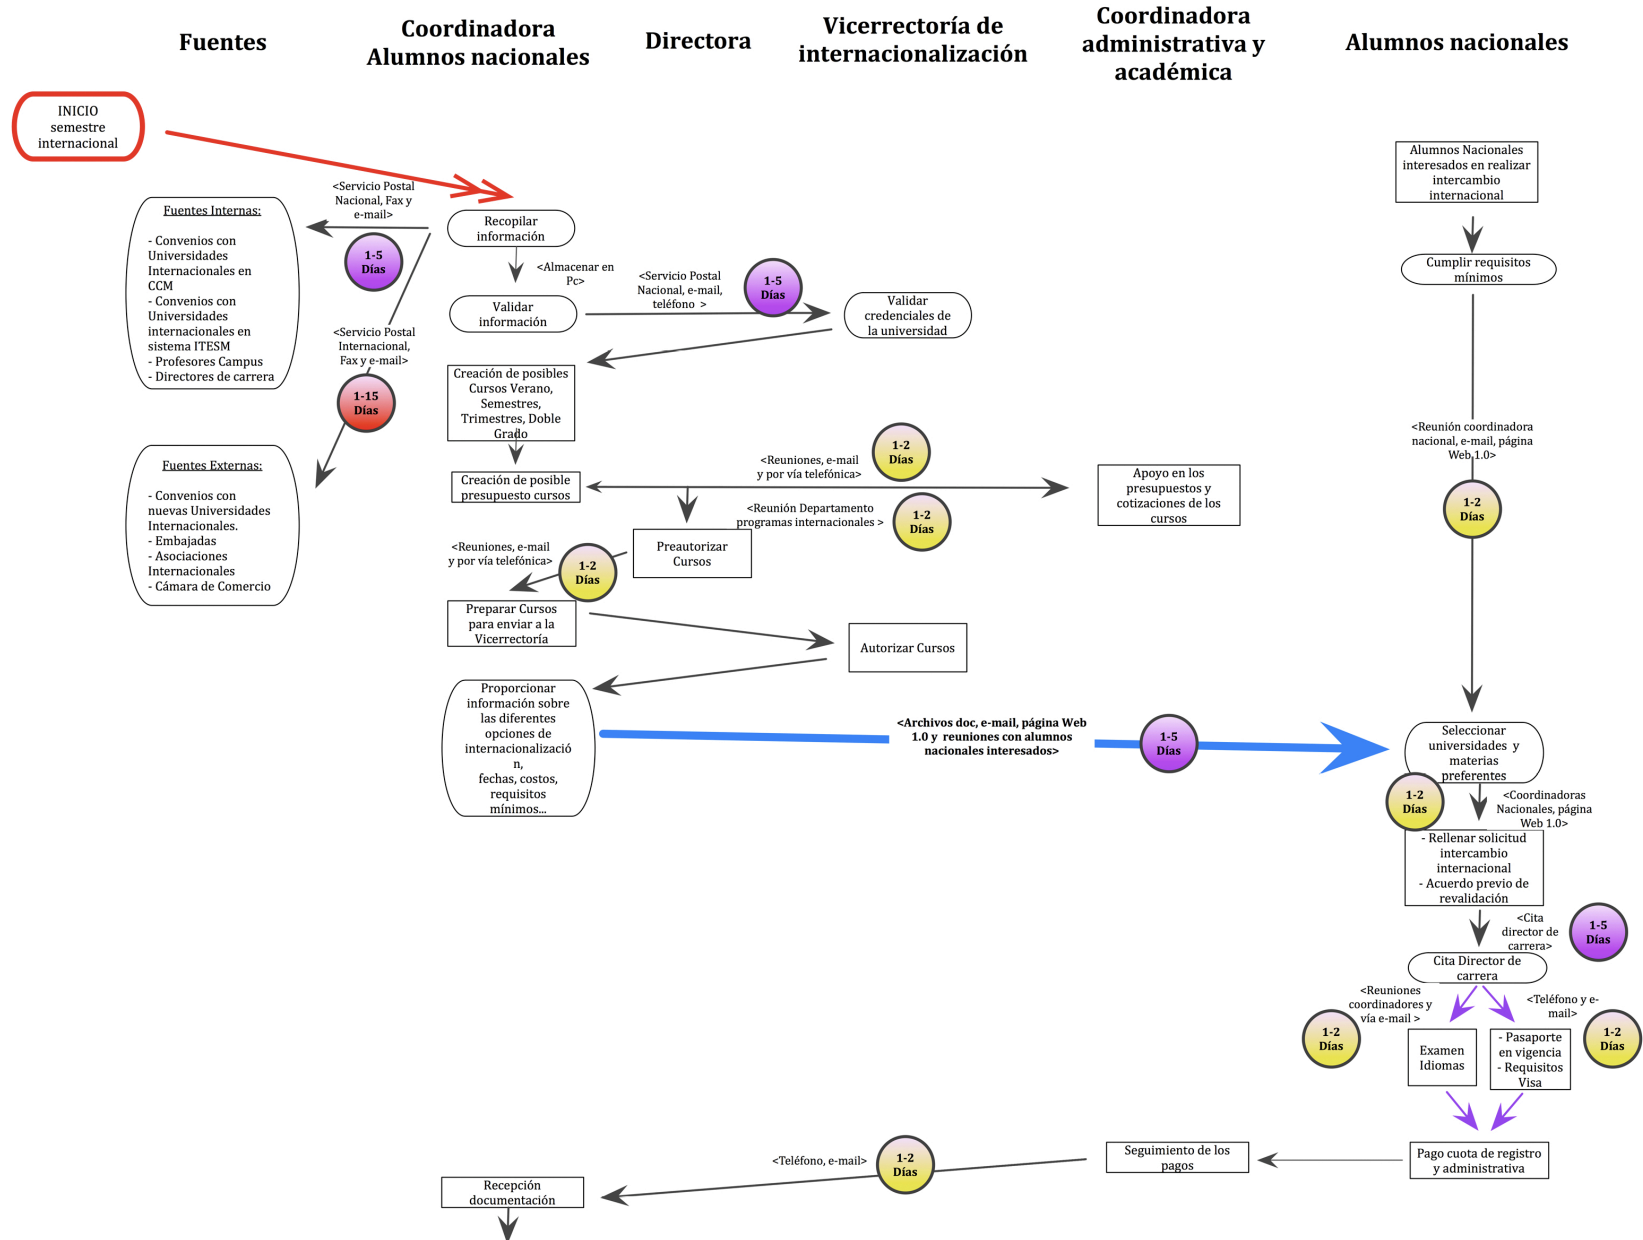 Fuentes
Coordinadora
Alumnos nacionales
Directora
Vicerrectoría de
internacionalización
Coordinadora
administrativa y
académica
Alumnos nacionales
INICIO
semestre
internacional
<Servicio Postal
Nacional, Fax y
e-mail>
1-5
Días
Fuentes Internas:
- Convenios con
Universidades
Internacionales en
CCM
- Convenios con
Universidades
internacionales en
sistema ITESM
- Profesores Campus
- Directores de carrera
<Servicio Postal
Internacional,
Fax y e-mail>
1-15
Días
Fuentes Externas:
- Convenios con
nuevas Universidades
Internacionales.
- Embajadas
- Asociaciones
Internacionales
- Cámara de Comercio
Recopilar
información
<Almacenar en
Pc>
Validar
información
<Servicio Postal
Nacional, e-mail,
teléfono >
1-5
Días
Validar
credenciales de
la universidad
Creación de posibles
Cursos Verano,
Semestres,
Trimestres, Doble
Grado
Creación de posible
presupuesto cursos
<Reuniones, e-mail
y por vía telefónica>
1-2
Días
Apoyo en los
presupuestos y
cotizaciones de los
cursos
<Reunión Departamento
programas internacionales >
1-2
Días
Preautorizar
Cursos
<Reuniones, e-mail
y por vía telefónica>
1-2
Días
Preparar Cursos
para enviar a la
Vicerrectoría
Autorizar Cursos
Proporcionar
información sobre
las diferentes
opciones de
internacionalizació
n,
fechas, costos,
requisitos
mínimos...
<Archivos doc, e-mail, página Web
1.0 y  reuniones con alumnos
nacionales interesados>
1-5
Días
Alumnos Nacionales
interesados en realizar
intercambio
internacional
Cumplir requisitos
mínimos
<Reunión coordinadora
nacional, e-mail, página
Web 1.0>
1-2
Días
Seleccionar
universidades  y
materias
preferentes
1-2
Días
<Coordinadoras
Nacionales, página
Web 1.0>
- Rellenar solicitud
intercambio
internacional
- Acuerdo previo de
revalidación
<Cita
director de
carrera>
1-5
Días
Cita Director de
carrera
<Reuniones
coordinadores y
vía e-mail >
1-2
Días
<Teléfono y e-
mail>
1-2
Días
Examen
Idiomas
- Pasaporte
en vigencia
- Requisitos
Visa
Pago cuota de registro
y administrativa
Seguimiento de los
pagos
<Teléfono, e-mail>
1-2
Días
Recepción
documentación